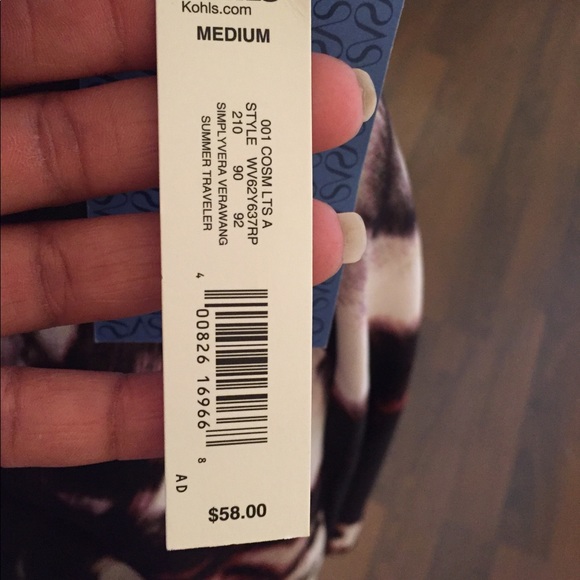 Kohls.com
MEDIUM
001 COSM LTS A
STYLE WV62Y637RP
210 90 92
SIMPLYVERA VERAWANG
SUMMER TRAVELER
4 00826 16966 8
AD
$58.00